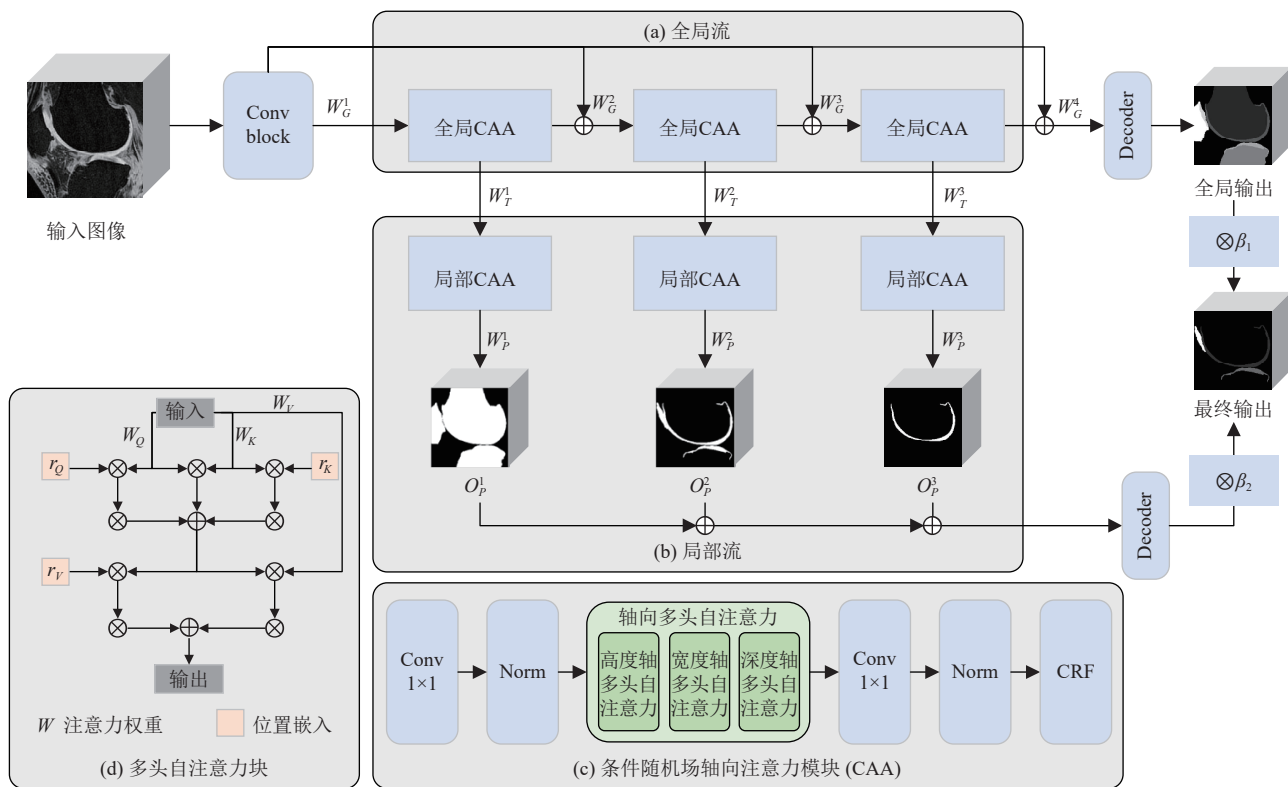 (a) 全局流
输入图像
Conv
block
W_G^1
全局CAA
W_G^2
全局CAA
W_G^3
全局CAA
W_G^4
Decoder
全局输出
W_T^1
W_T^2
W_T^3
⊗β_1
局部CAA
局部CAA
局部CAA
W_P^1
W_P^2
W_P^3
最终输出
O_P^1
O_P^2
O_P^3
⊗β_2
Decoder
(b) 局部流
输入
W_V
W_Q
W_K
r_Q
r_K
r_V
输出
W 注意力权重
位置嵌入
(d) 多头自注意力块
Conv
1×1
Norm
轴向多头自注意力
高度轴
多头自
注意力
宽度轴
多头自
注意力
深度轴
多头自
注意力
Conv
1×1
Norm
CRF
(c) 条件随机场轴向注意力模块 (CAA)